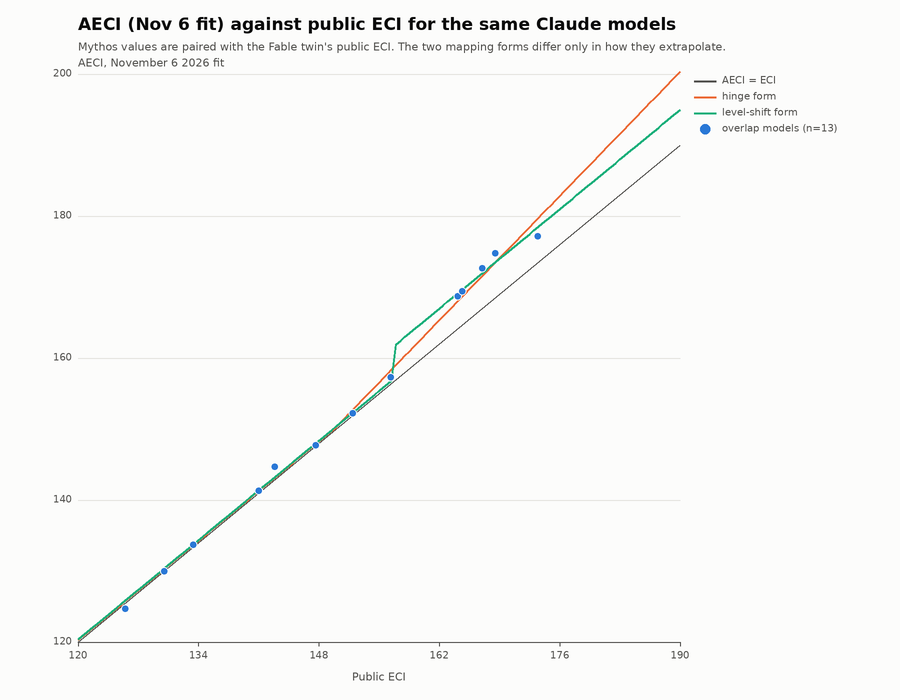 AECI (Nov 6 fit) against public ECI for the same Claude models
Mythos values are paired with the Fable twin's public ECI. The two mapping forms differ only in how they extrapolate.
AECI, November 6 2026 fit
200
180
160
140
120
120
134
148
162
176
190
Public ECI
AECI = ECI
hinge form
level-shift form
overlap models (n=13)